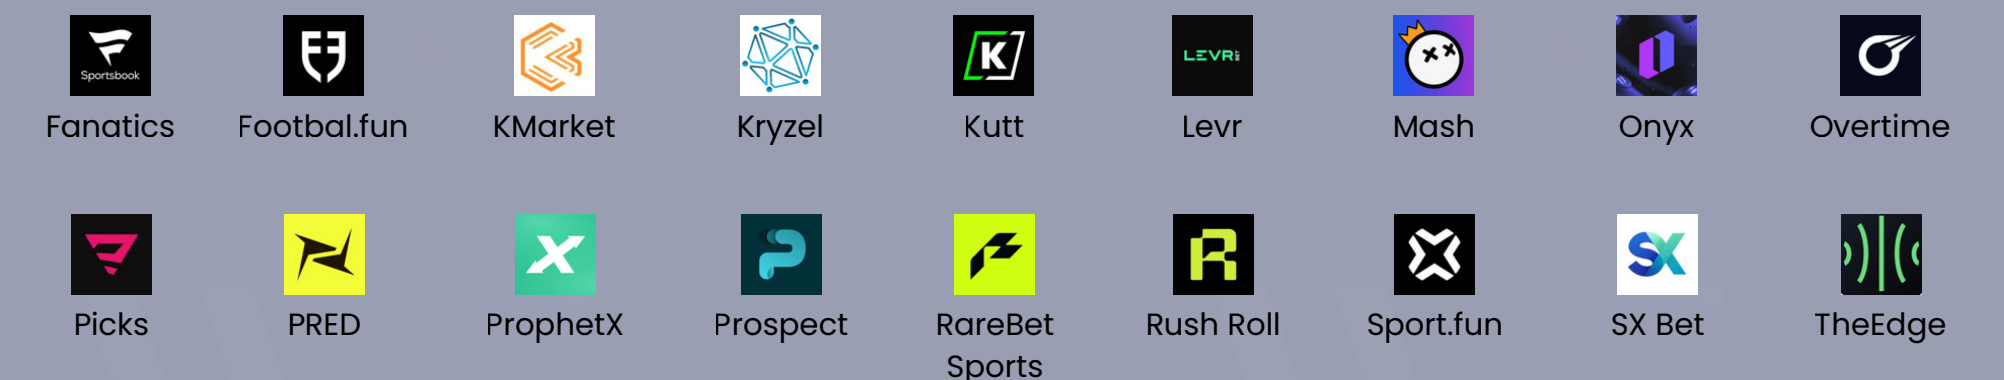 Sportsbook
LEVR BET
Fanatics
Footbal.fun
KMarket
Kryzel
Kutt
Levr
Mash
Onyx
Overtime
Picks
PRED
ProphetX
Prospect
RareBet
Sports
Rush Roll
Sport.fun
SX Bet
TheEdge